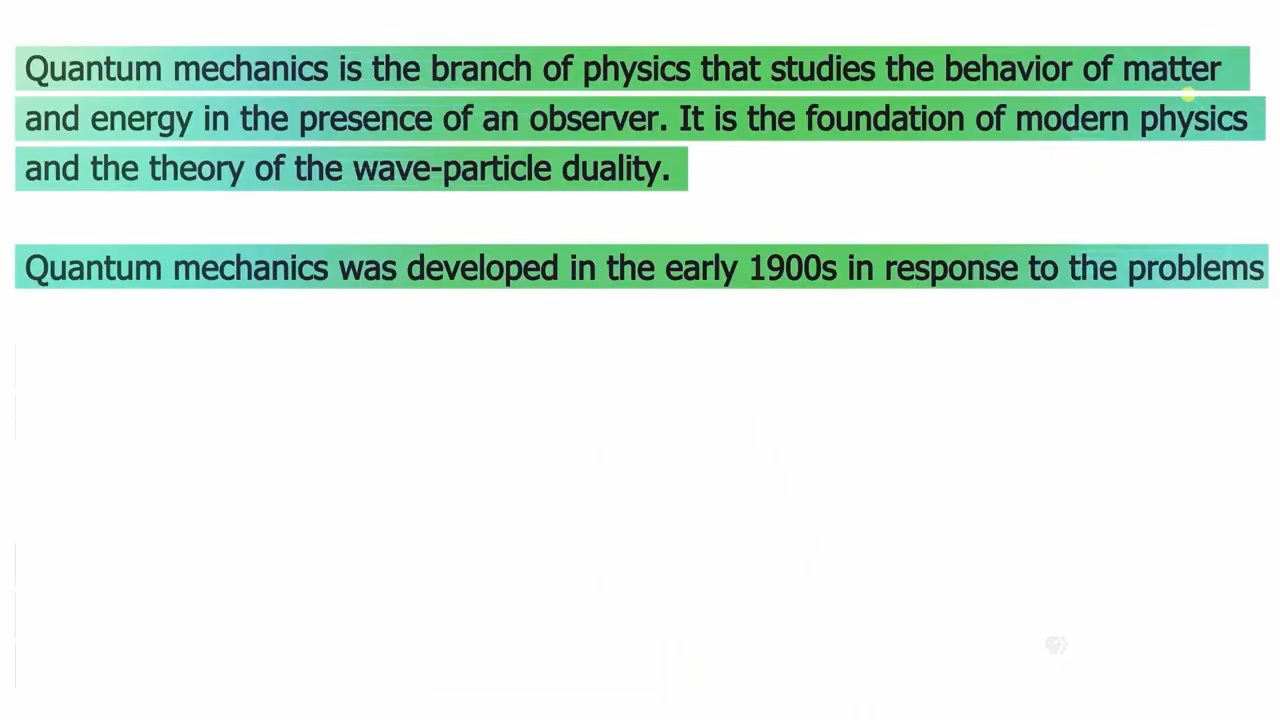 Quantum mechanics is the branch of physics that studies the behavior of matter
and energy in the presence of an observer. It is the foundation of modern physics
and the theory of the wave-particle duality.
Quantum mechanics was developed in the early 1900s in response to the problems